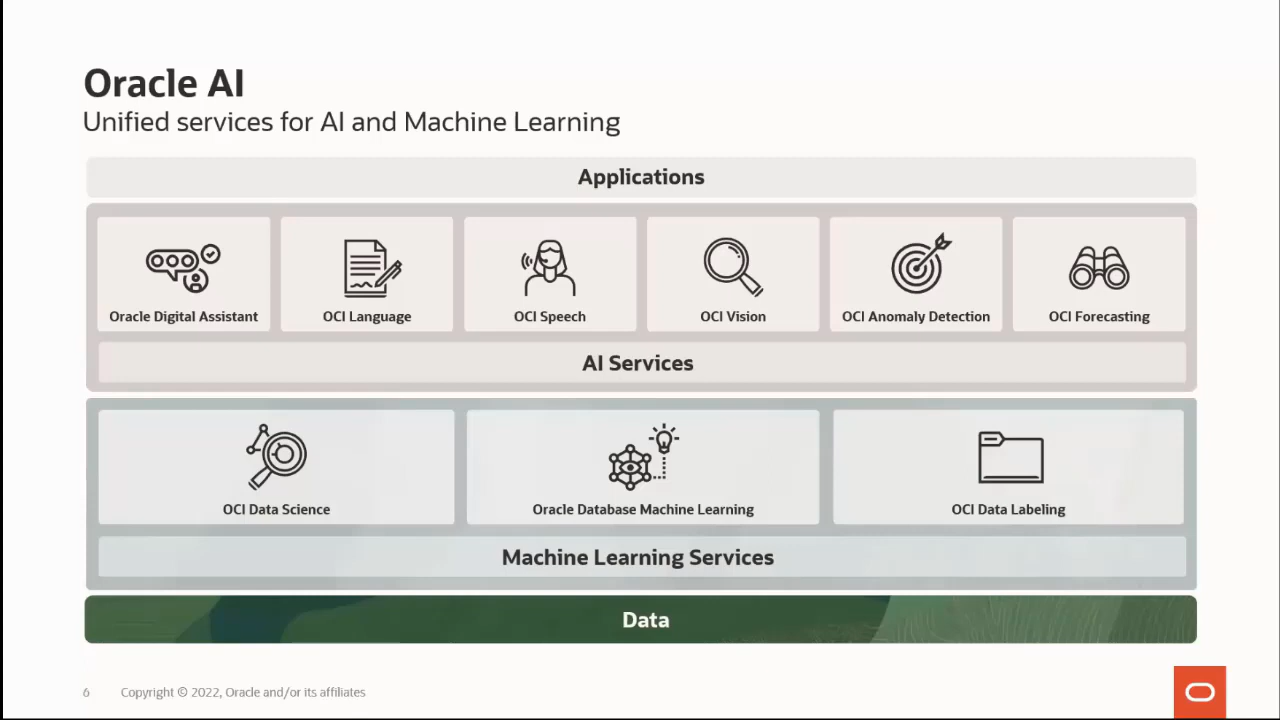 Oracle AI
Unified services for AI and Machine Learning
Applications
Oracle Digital Assistant
OCI Language
OCI Speech
OCI Vision
OCI Anomaly Detection
OCI Forecasting
AI Services
OCI Data Science
Oracle Database Machine Learning
OCI Data Labeling
Machine Learning Services
Data
6
Copyright © 2022, Oracle and/or its affiliates